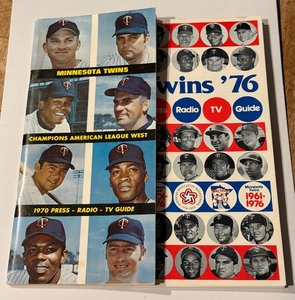 MINNESOTA TWINS
CHAMPIONS AMERICAN LEAGUE WEST
1970 PRESS - RADIO - TV GUIDE
wins '76
Radio TV Guide
Minnesota
Twins
1961-
1976